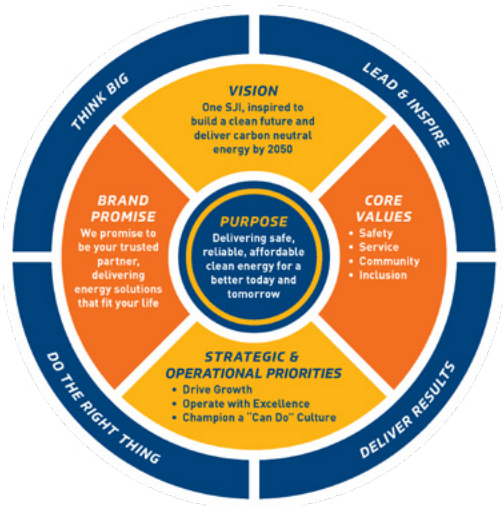 THINK BIG
LEAD & INSPIRE
VISION
One SJI, inspired to
build a clean future and
deliver carbon neutral
energy by 2050
BRAND
PROMISE
We promise to
be your trusted
partner,
delivering
energy solutions
that fit your life
PURPOSE
Delivering safe,
reliable, affordable
clean energy for a
better today and
tomorrow
CORE
VALUES
• Safety
• Service
• Community
• Inclusion
STRATEGIC &
OPERATIONAL PRIORITIES
• Drive Growth
• Operate with Excellence
• Champion a "Can Do" Culture
DO THE RIGHT THING
DELIVER RESULTS